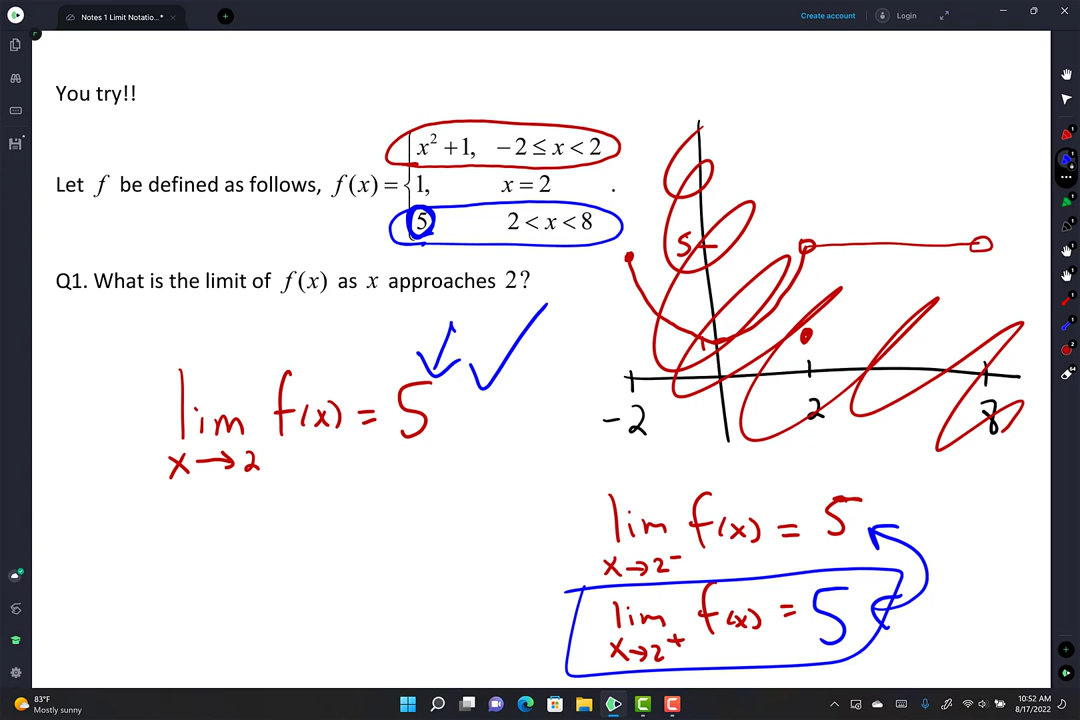 Notes 1 Limit Notatio...*
Create account
Login
You try!!
x² + 1, −2 ≤ x < 2
Let f be defined as follows, f(x) = { 1, x = 2 .
5 2 < x < 8
Q1. What is the limit of f(x) as x approaches 2?
5
1
-2
2
8
lim f(x) = 5
x→2
lim f(x) = 5
x→2⁻
lim f(x) = 5
x→2⁺
83°F
Mostly sunny
10:52 AM
8/17/2022